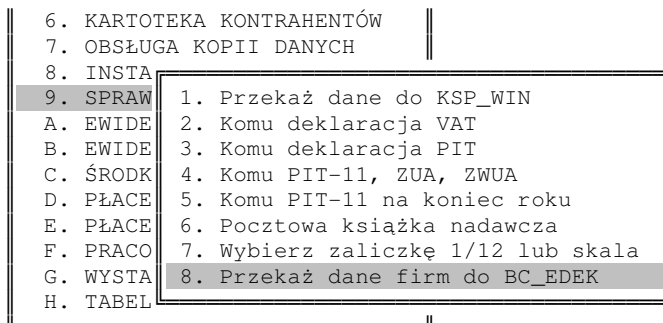 6. KARTOTEKA KONTRAHENTÓW
7. OBSŁUGA KOPII DANYCH
8. INSTA
9. SPRAW 1. Przekaż dane do KSP_WIN
A. EWIDE 2. Komu deklaracja VAT
B. EWIDE 3. Komu deklaracja PIT
C. ŚRODK 4. Komu PIT-11, ZUA, ZWUA
D. PŁACE 5. Komu PIT-11 na koniec roku
E. PŁACE 6. Pocztowa książka nadawcza
F. PRACO 7. Wybierz zaliczkę 1/12 lub skala
G. WYSTA 8. Przekaż dane firm do BC_EDEK
H. TABEL